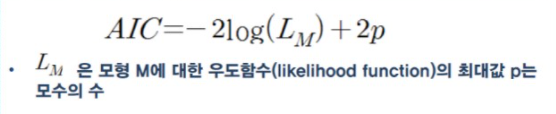 AIC=−2log(L_M)+2p
• L_M 은 모형 M에 대한 우도함수(likelihood function)의 최대값 p는
모수의 수